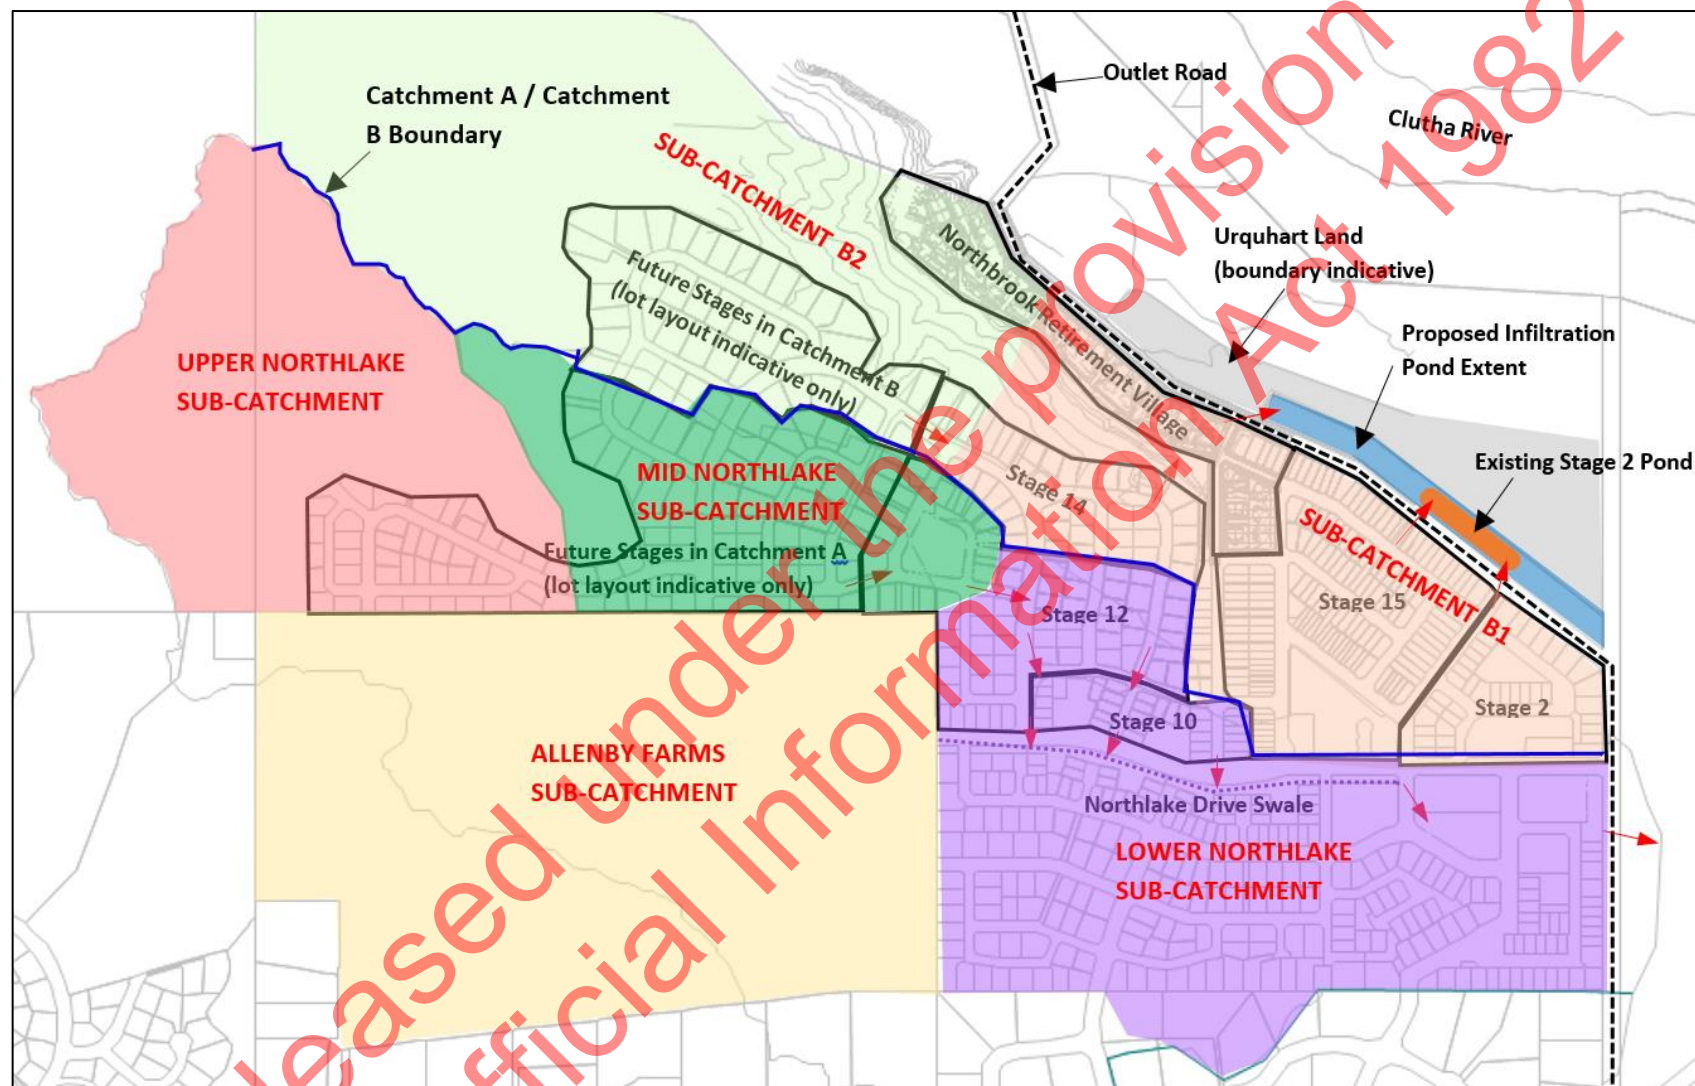 Outlet Road
Catchment A / Catchment
B Boundary
Clutha River
SUB-CATCHMENT B2
Urquhart Land
(boundary indicative)
Northbrook Retirement Village
Future Stages in Catchment B
(lot layout indicative only)
Proposed Infiltration
Pond Extent
UPPER NORTHLAKE
SUB-CATCHMENT
Existing Stage 2 Pond
MID NORTHLAKE
SUB-CATCHMENT
Stage 14
SUB-CATCHMENT B1
Future Stages in Catchment A
(lot layout indicative only)
Stage 15
Stage 12
Stage 2
Stage 10
ALLENBY FARMS
SUB-CATCHMENT
Northlake Drive Swale
LOWER NORTHLAKE
SUB-CATCHMENT
leased under the provision
fficial Information Act 1982